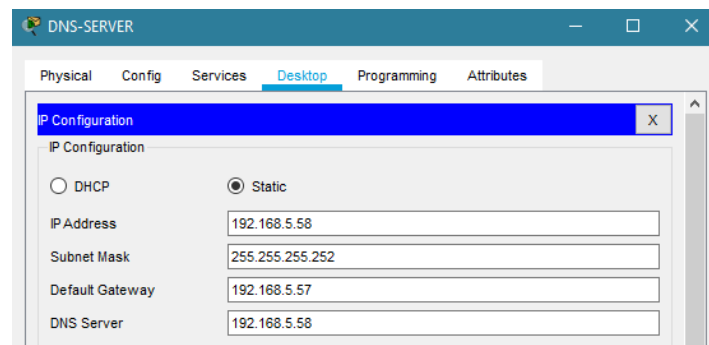 DNS-SERVER
Physical Config Services Desktop Programming Attributes
IP Configuration X
IP Configuration
DHCP Static
IP Address 192.168.5.58
Subnet Mask 255.255.255.252
Default Gateway 192.168.5.57
DNS Server 192.168.5.58